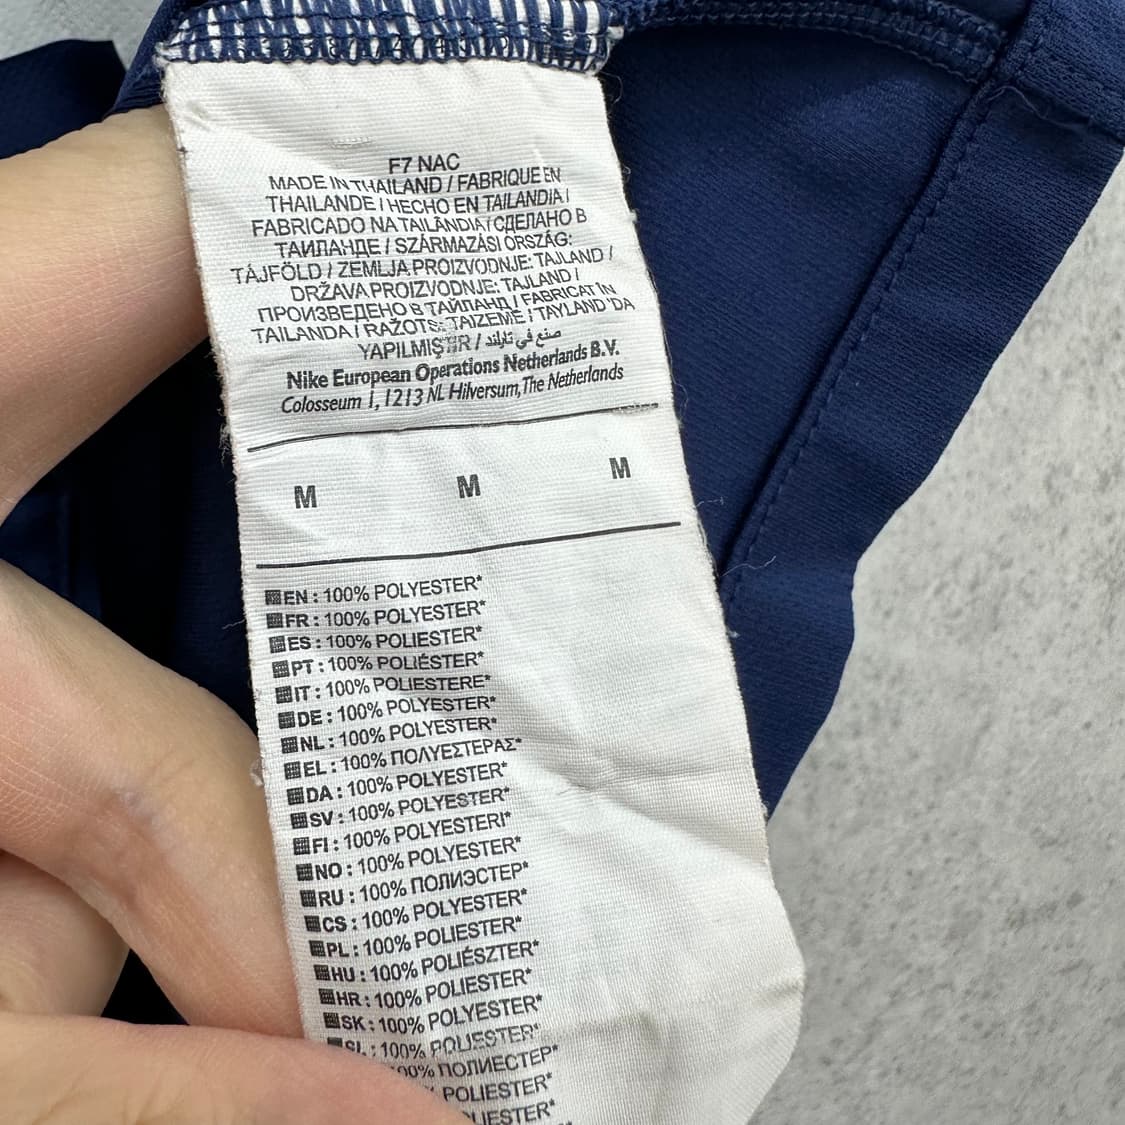 F7 NAC
MADE IN THAILAND / FABRIQUE EN
THAILANDE / HECHO EN TAILANDIA /
FABRICADO NA TAILÂNDIA / СДЕЛАНО В
ТАИЛАНДЕ / SZÁRMAZÁSI ORSZÁG:
TÁJFÖLD / ZEMLJA PROIZVODNJE: TAJLAND /
DRŽAVA PROIZVODNJE: TAJLAND /
ПРОИЗВЕДЕНО В ТАЙЛАНД / FABRICAT ÎN
TAILANDA / RAŽOTS: TAIZEMĒ / TAYLAND 'DA
YAPILMIŞTIR / صنع في تايلند
Nike European Operations Netherlands B.V.
Colosseum 1, 1213 NL Hilversum, The Netherlands
M M M
EN : 100% POLYESTER*
FR : 100% POLYESTER*
ES : 100% POLIESTER*
PT : 100% POLIÉSTER*
IT : 100% POLIESTERE*
DE : 100% POLYESTER*
NL : 100% POLYESTER*
EL : 100% ΠΟΛΥΕΣΤΕΡΑΣ*
DA : 100% POLYESTER*
SV : 100% POLYESTER*
FI : 100% POLYESTERI*
NO : 100% POLYESTER*
RU : 100% ПОЛИЭСТЕР*
CS : 100% POLYESTER*
PL : 100% POLIESTER*
HU : 100% POLIÉSZTER*
HR : 100% POLIESTER*
SK : 100% POLYESTER*
SL : 100% POLIESTER*
00% ПОЛИЕСТЕР*
POLIESTER*
LIESTER*